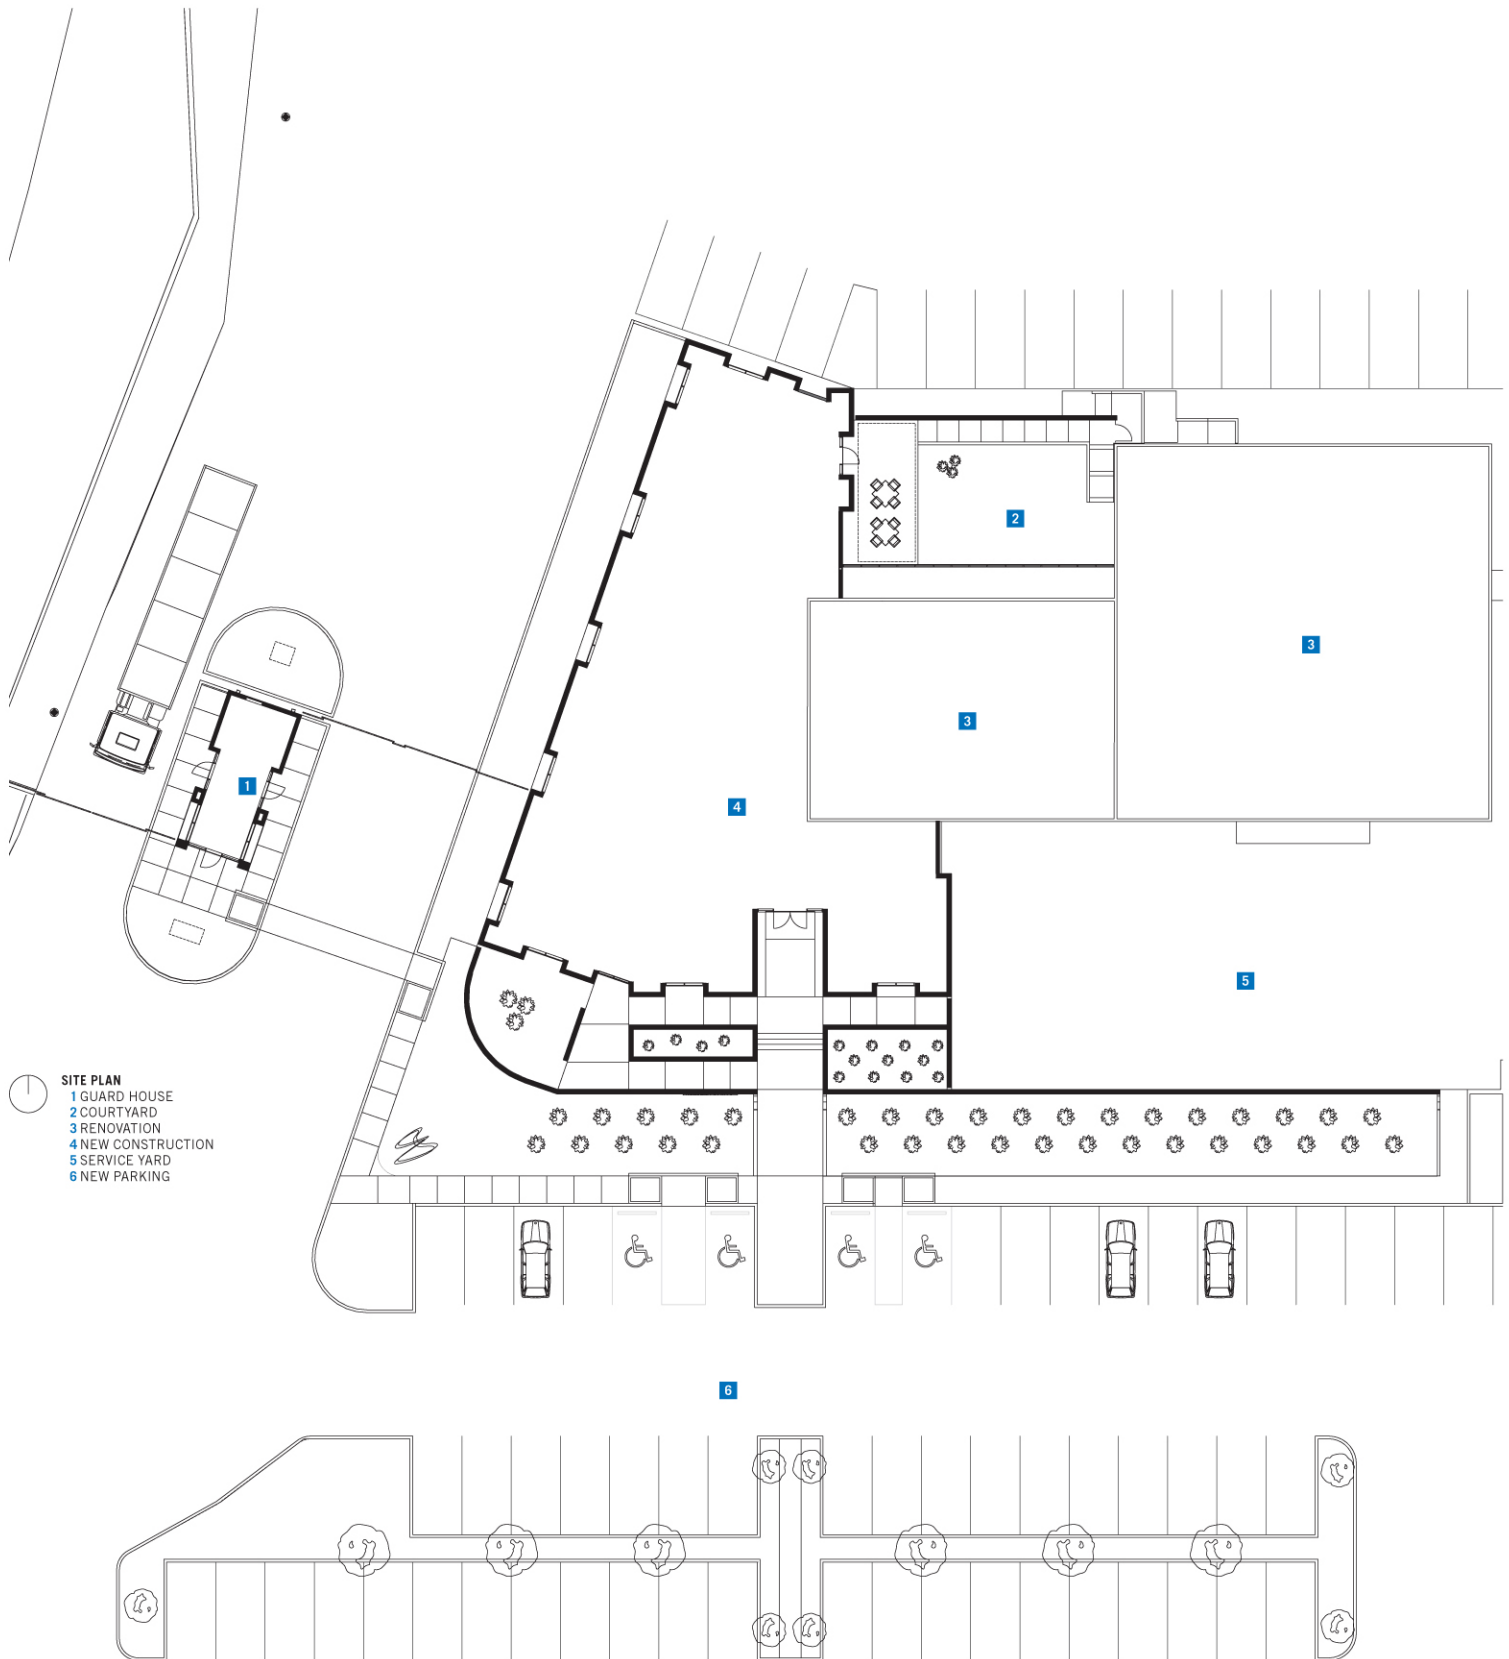 2
3
3
1
4
5
SITE PLAN
1 GUARD HOUSE
2 COURTYARD
3 RENOVATION
4 NEW CONSTRUCTION
5 SERVICE YARD
6 NEW PARKING
6